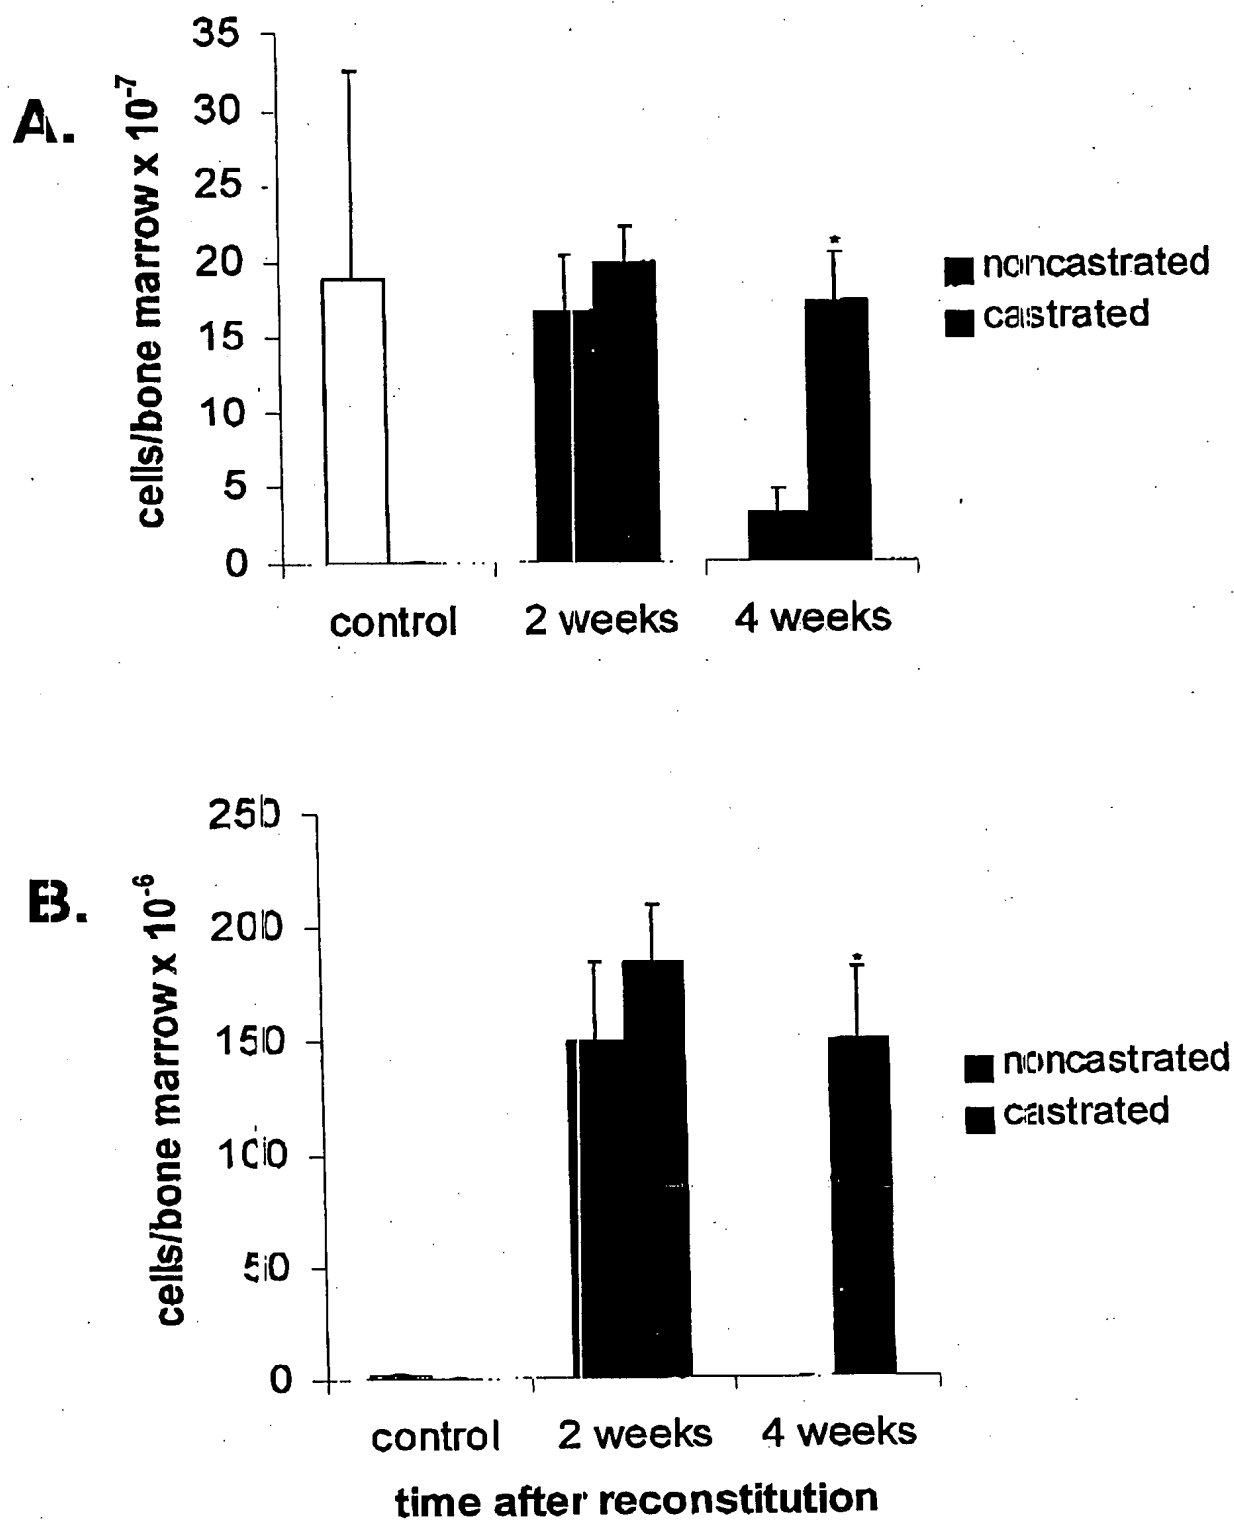 A.
cells/bone marrow x 10-7
35
30
25
20
15
10
5
0
control
2 weeks
4 weeks
*
noncastrated
castrated
B.
cells/bone marrow x 10-6
250
200
150
100
50
0
control
2 weeks
4 weeks
*
noncastrated
castrated
time after reconstitution